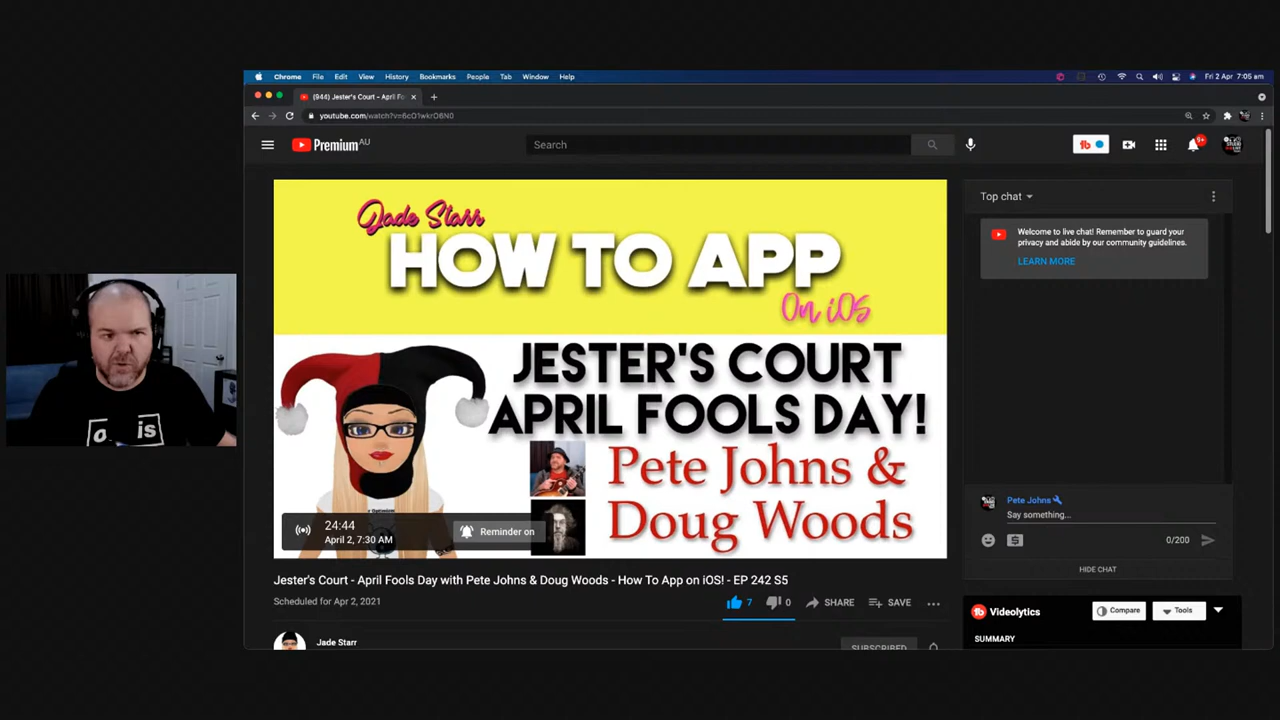 Chrome File Edit View History Bookmarks People Tab Window Help Fri 2 Apr 7:05 am
(944) Jester's Court - April Fo
youtube.com/watch?v=6cO1wkrO6N0
Premium AU
Search
9+
Jade Starr
HOW TO APP
On iOS
JESTER'S COURT
APRIL FOOLS DAY!
Pete Johns &
Doug Woods
24:44
April 2, 7:30 AM
Reminder on
Jester's Court - April Fools Day with Pete Johns & Doug Woods - How To App on iOS! - EP 242 S5
Scheduled for Apr 2, 2021
7 0 SHARE SAVE
Jade Starr
SUBSCRIBED
Top chat
Welcome to live chat! Remember to guard your
privacy and abide by our community guidelines.
LEARN MORE
Pete Johns
Say something...
0/200
HIDE CHAT
tb Videolytics Compare Tools
SUMMARY
is